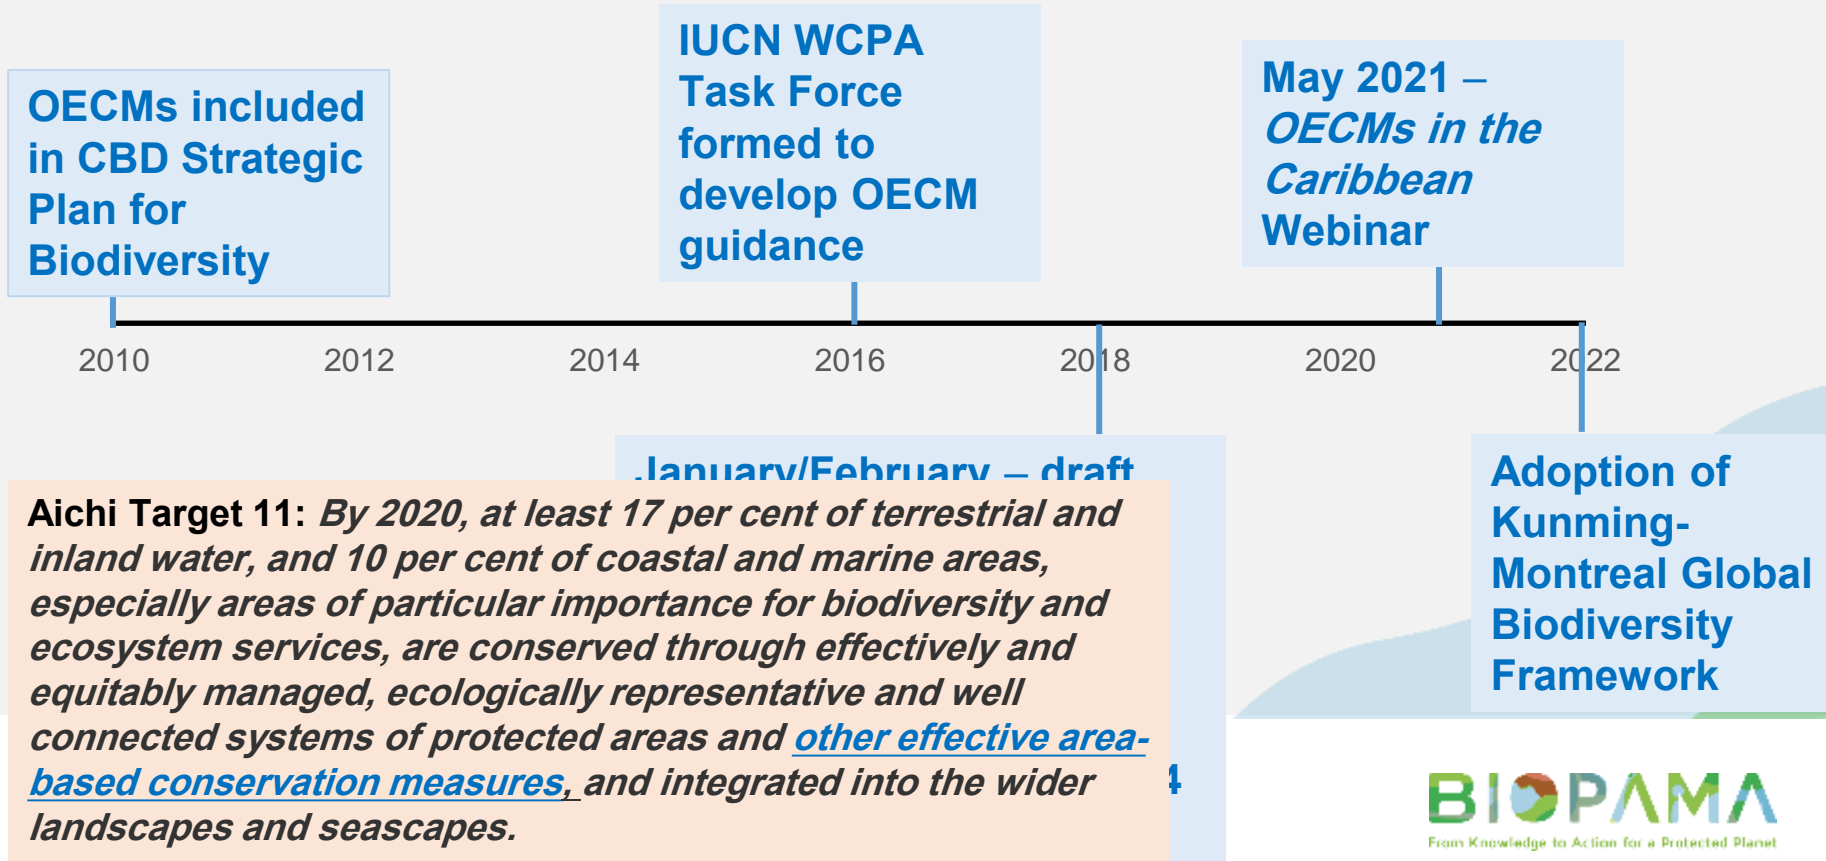 OECMs included
in CBD Strategic
Plan for
Biodiversity
IUCN WCPA
Task Force
formed to
develop OECM
guidance
May 2021 –
OECMs in the
Caribbean
Webinar
2010 2012 2014 2016 2018 2020 2022
January/February – draft
Aichi Target 11: By 2020, at least 17 per cent of terrestrial and
inland water, and 10 per cent of coastal and marine areas,
especially areas of particular importance for biodiversity and
ecosystem services, are conserved through effectively and
equitably managed, ecologically representative and well
connected systems of protected areas and other effective area-
based conservation measures, and integrated into the wider
landscapes and seascapes.
4
Adoption of
Kunming-
Montreal Global
Biodiversity
Framework
BIOPAMA
From Knowledge to Action for a Protected Planet